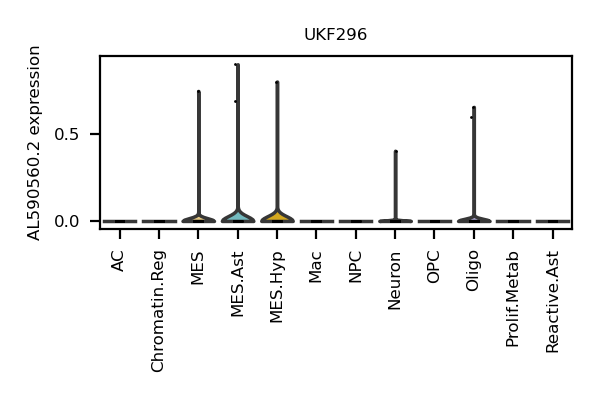 UKF296
AL590560.2 expression
0.5
0.0
AC
Chromatin.Reg
MES
MES.Ast
MES.Hyp
Mac
NPC
Neuron
OPC
Oligo
Prolif.Metab
Reactive.Ast